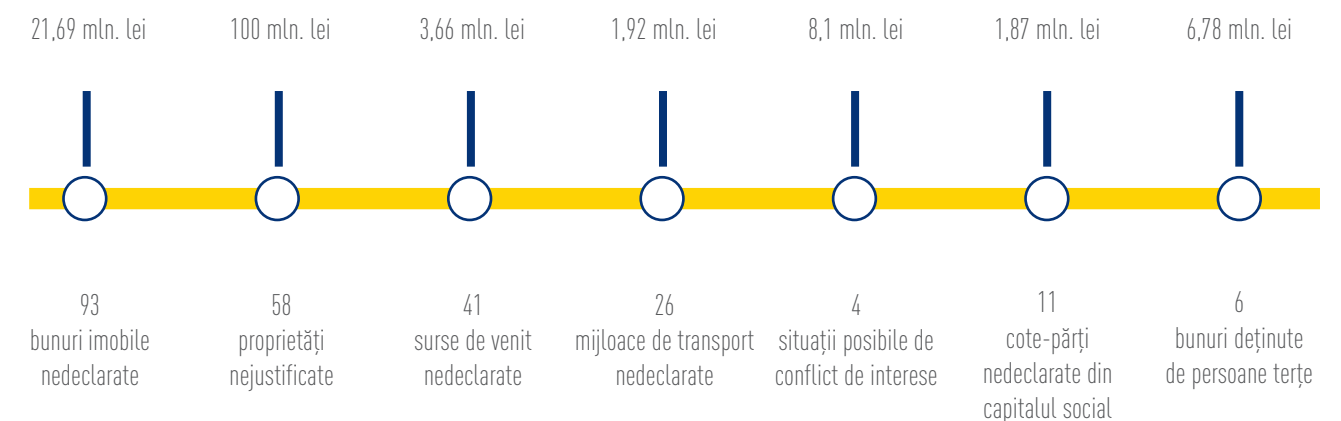 21,69 mln. lei
100 mln. lei
3,66 mln. lei
1,92 mln. lei
8,1 mln. lei
1,87 mln. lei
6,78 mln. lei
93
bunuri imobile
nedeclarate
58
proprietăți
nejustificate
41
surse de venit
nedeclarate
26
mijloace de transport
nedeclarate
4
situații posibile de
conflict de interese
11
cote-părți
nedeclarate din
capitalul social
6
bunuri deținute
de persoane terțe